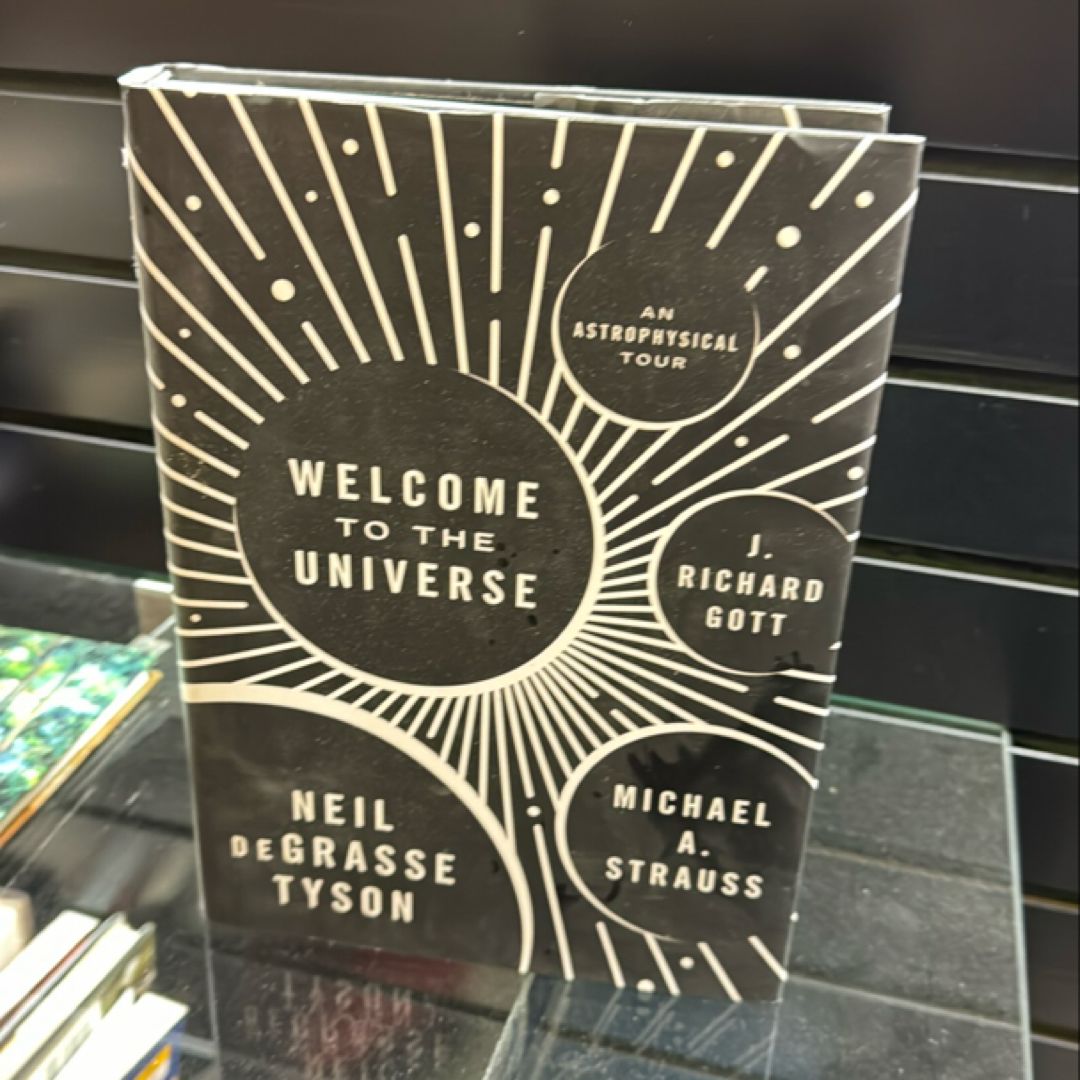 AN
ASTROPHYSICAL
TOUR
WELCOME
TO THE
UNIVERSE
J.
RICHARD
GOTT
NEIL
DEGRASSE
TYSON
MICHAEL
A.
STRAUSS